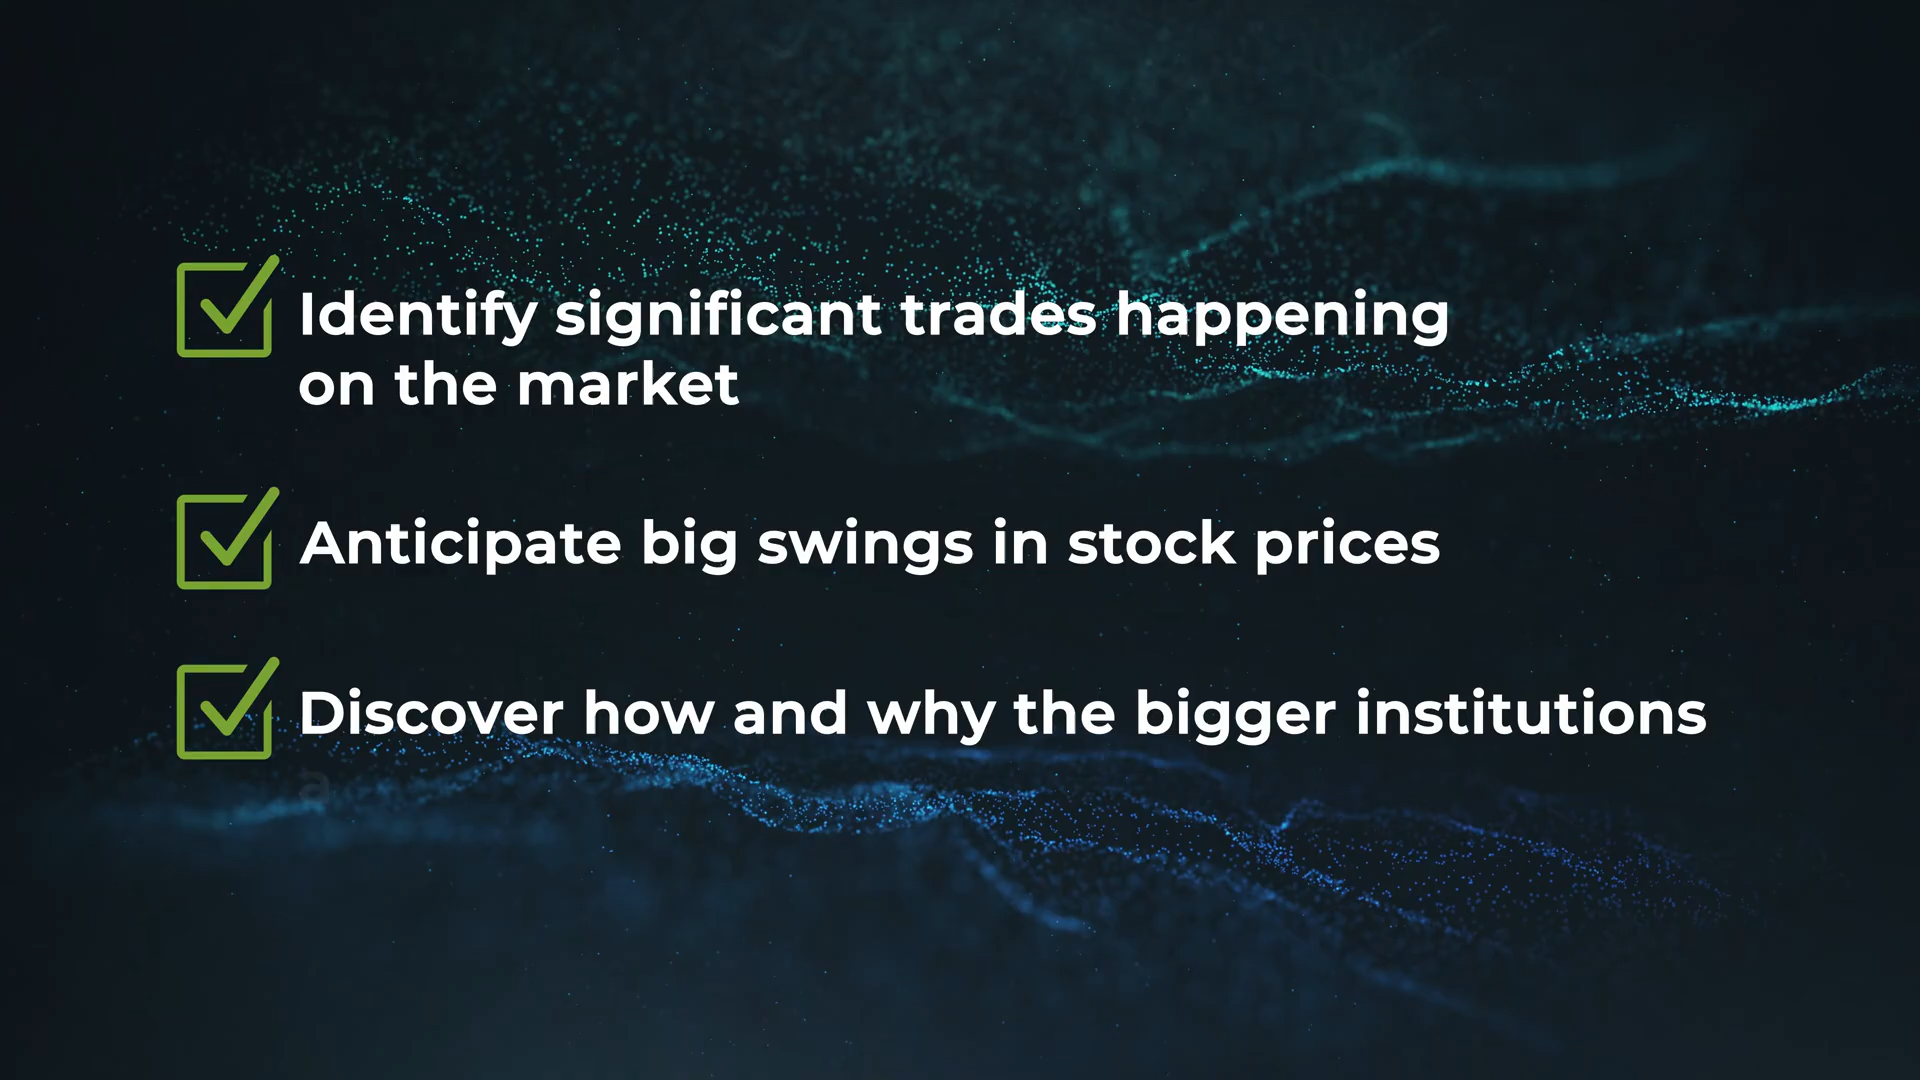 Identify significant trades happening
on the market
Anticipate big swings in stock prices
Discover how and why the bigger institutions
a